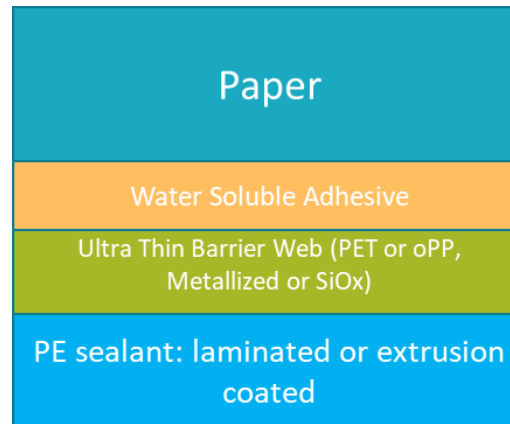 Paper
Water Soluble Adhesive
Ultra Thin Barrier Web (PET or oPP,
Metallized or SiOx)
PE sealant: laminated or extrusion
coated